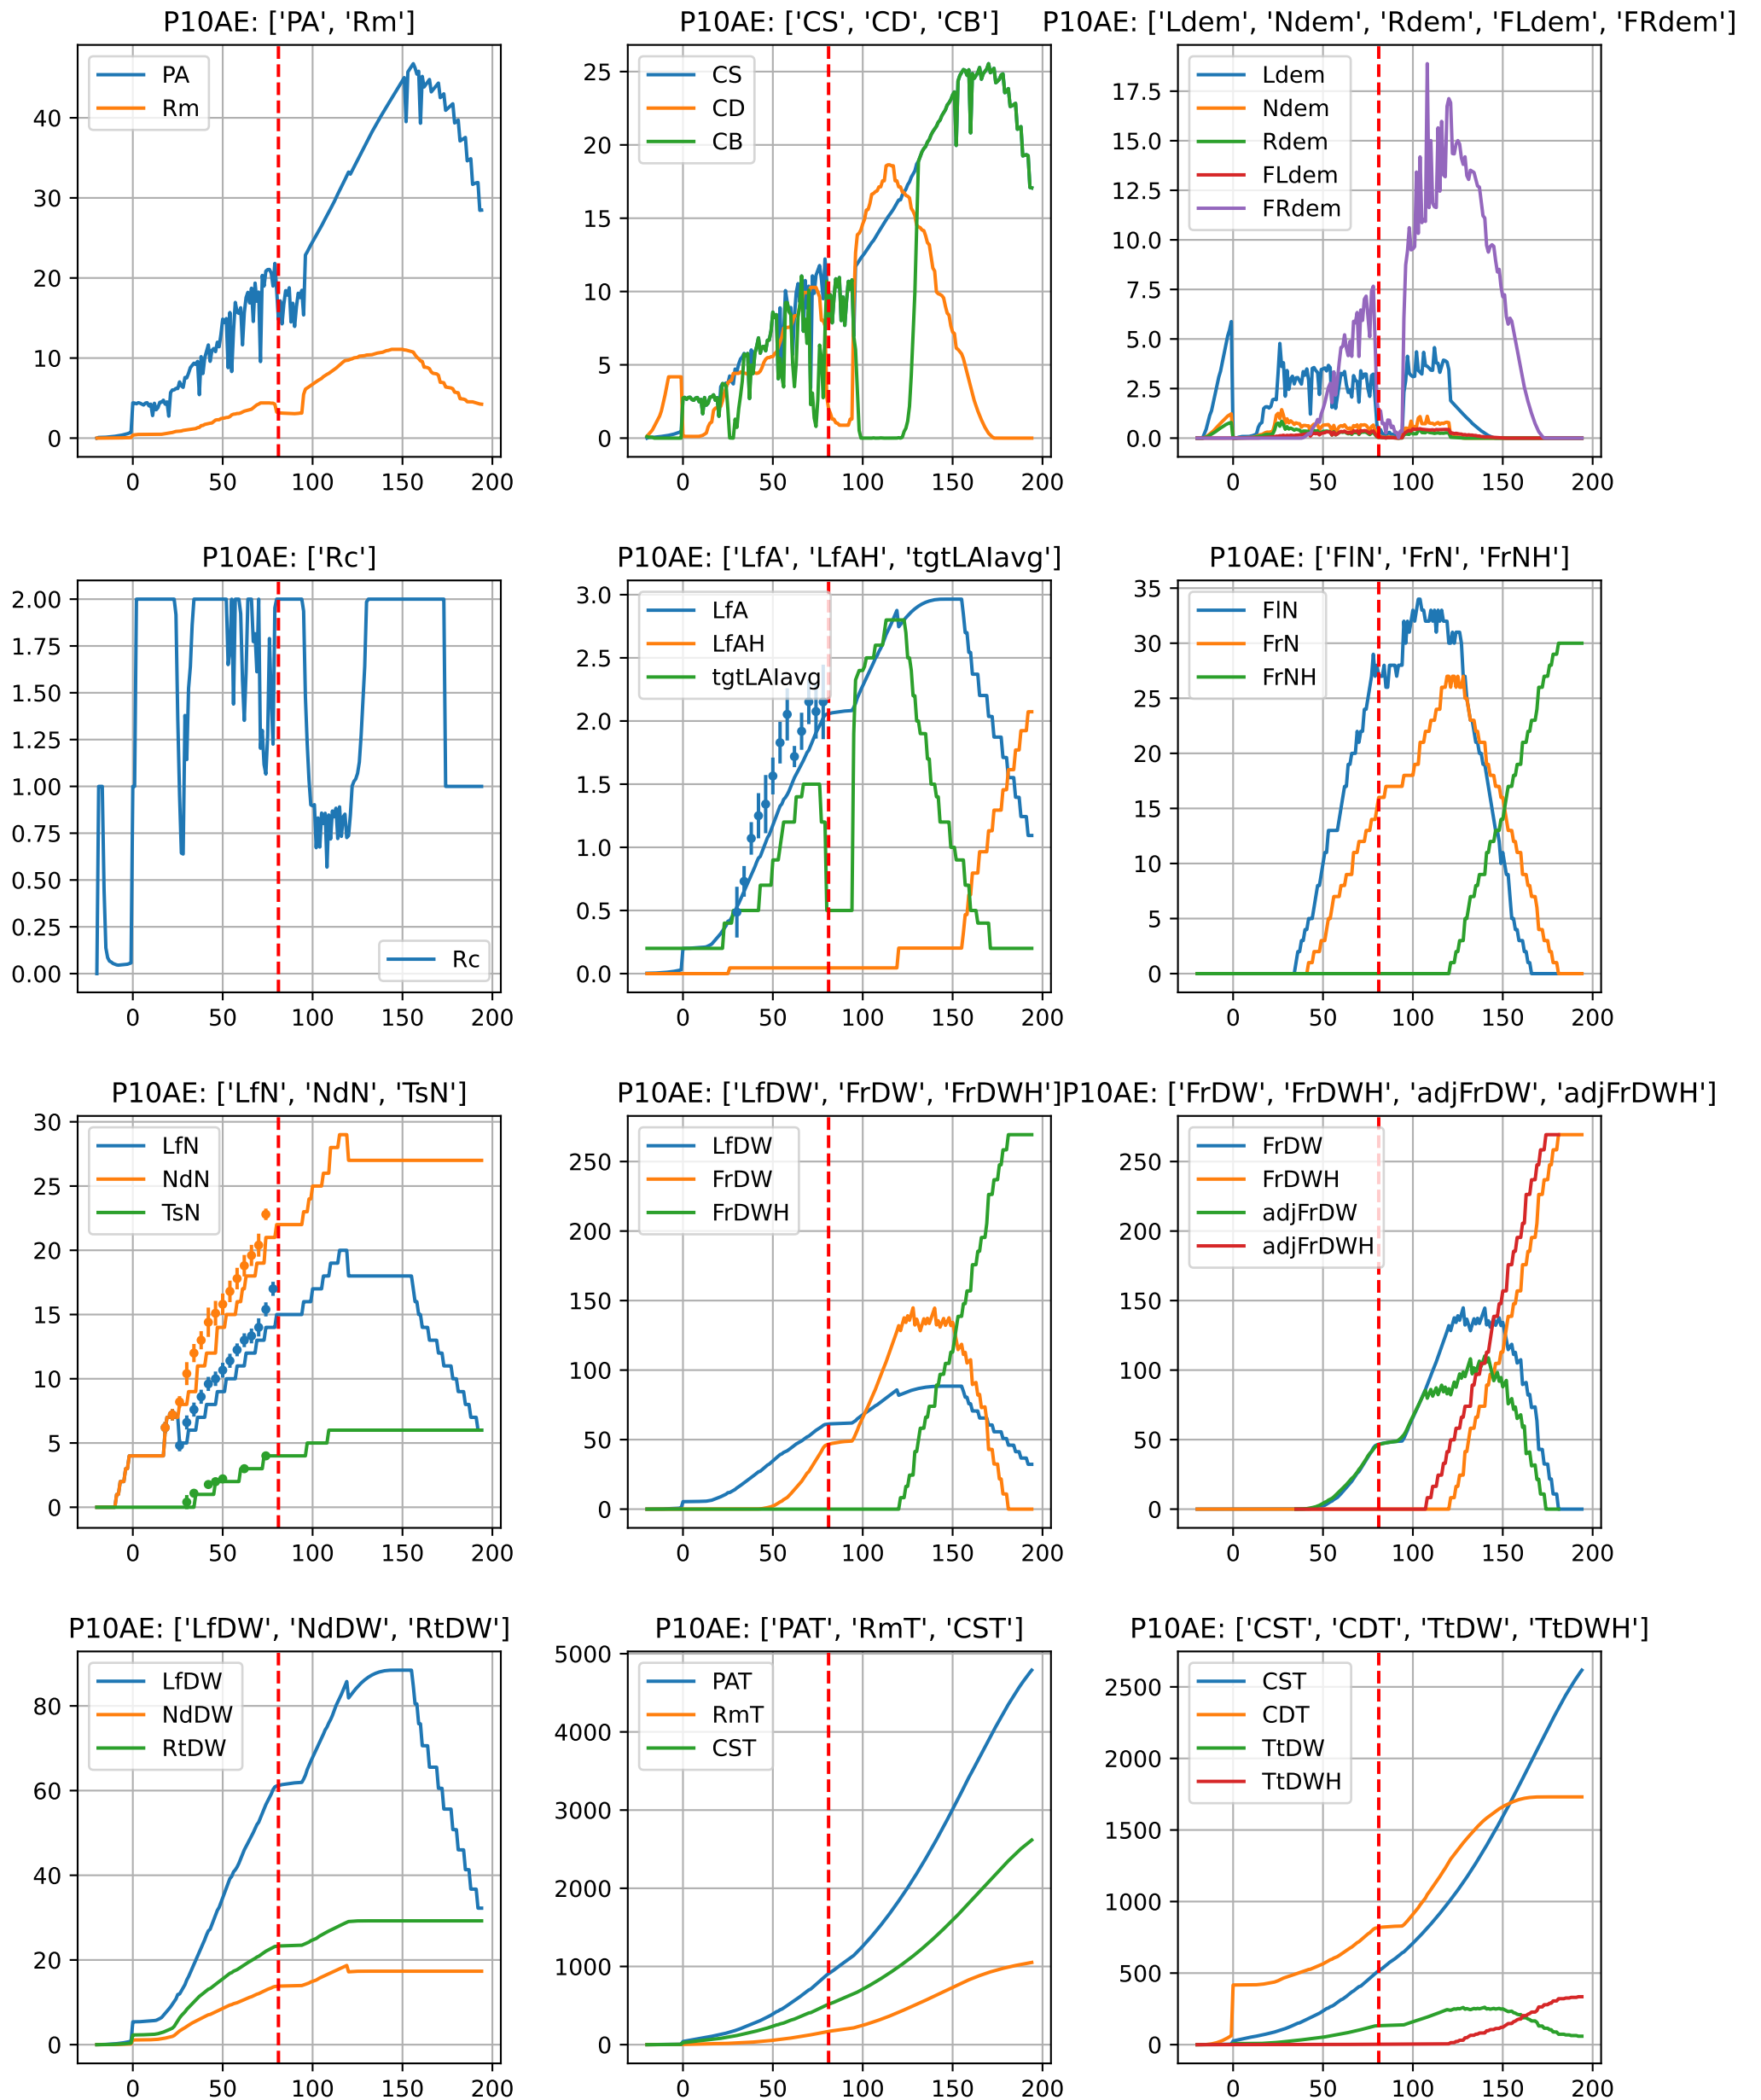 P10AE: ['PA', 'Rm']
PA
Rm
40
30
20
10
0
0 50 100 150 200
P10AE: ['CS', 'CD', 'CB']
CS
CD
CB
25
20
15
10
5
0
0 50 100 150 200
P10AE: ['Ldem', 'Ndem', 'Rdem', 'FLdem', 'FRdem']
Ldem
Ndem
Rdem
FLdem
FRdem
17.5
15.0
12.5
10.0
7.5
5.0
2.5
0.0
0 50 100 150 200
P10AE: ['Rc']
2.00
1.75
1.50
1.25
1.00
0.75
0.50
0.25
0.00
Rc
0 50 100 150 200
P10AE: ['LfA', 'LfAH', 'tgtLAIavg']
LfA
LfAH
tgtLAIavg
3.0
2.5
2.0
1.5
1.0
0.5
0.0
0 50 100 150 200
P10AE: ['FlN', 'FrN', 'FrNH']
FlN
FrN
FrNH
35
30
25
20
15
10
5
0
0 50 100 150 200
P10AE: ['LfN', 'NdN', 'TsN']
LfN
NdN
TsN
30
25
20
15
10
5
0
0 50 100 150 200
P10AE: ['LfDW', 'FrDW', 'FrDWH']
LfDW
FrDW
FrDWH
250
200
150
100
50
0
0 50 100 150 200
P10AE: ['FrDW', 'FrDWH', 'adjFrDW', 'adjFrDWH']
FrDW
FrDWH
adjFrDW
adjFrDWH
250
200
150
100
50
0
0 50 100 150 200
P10AE: ['LfDW', 'NdDW', 'RtDW']
LfDW
NdDW
RtDW
80
60
40
20
0
0 50 100 150 200
P10AE: ['PAT', 'RmT', 'CST']
PAT
RmT
CST
5000
4000
3000
2000
1000
0
0 50 100 150 200
P10AE: ['CST', 'CDT', 'TtDW', 'TtDWH']
CST
CDT
TtDW
TtDWH
2500
2000
1500
1000
500
0
0 50 100 150 200